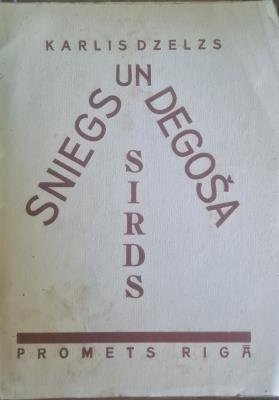 KARLIS DZELZS
SNIEGS UN DEGOŠA
SIRDS
PROMETS RIGĀ